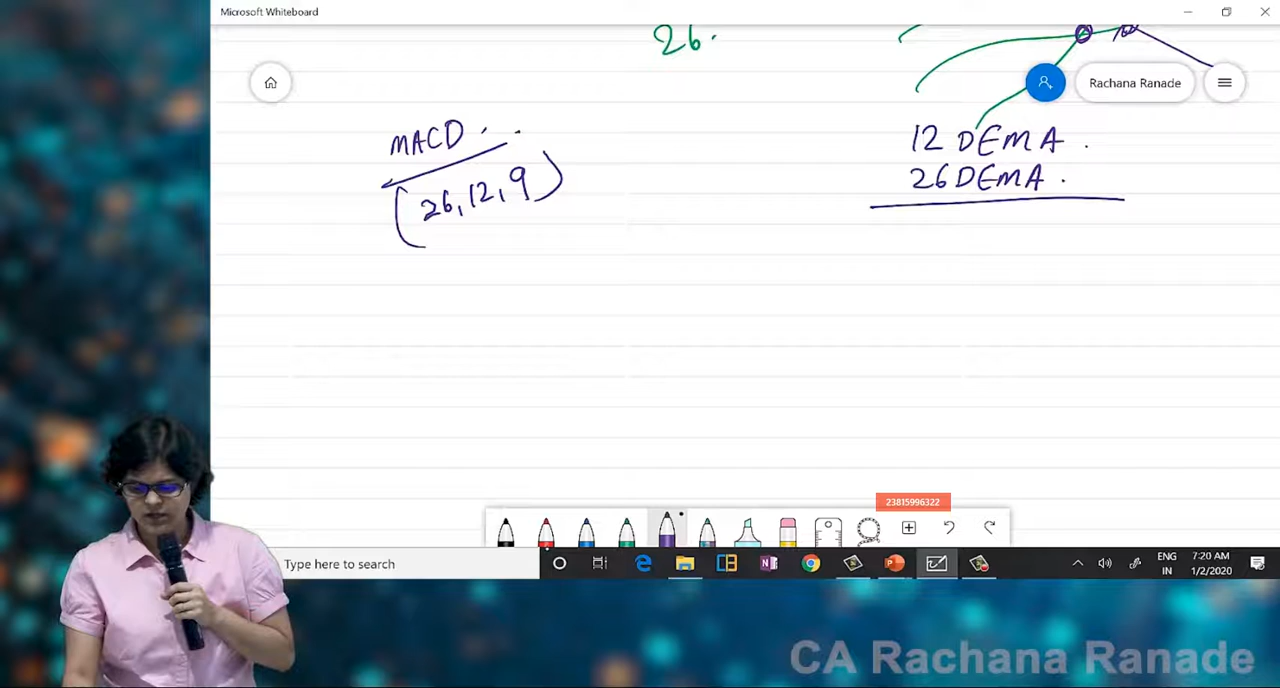 Microsoft Whiteboard
26.
Rachana Ranade
MACD
(26, 12, 9)
12 DEMA.
26 DEMA.
23815996322
Type here to search
ENG
IN
7:20 AM
1/2/2020
CA Rachana Ranade